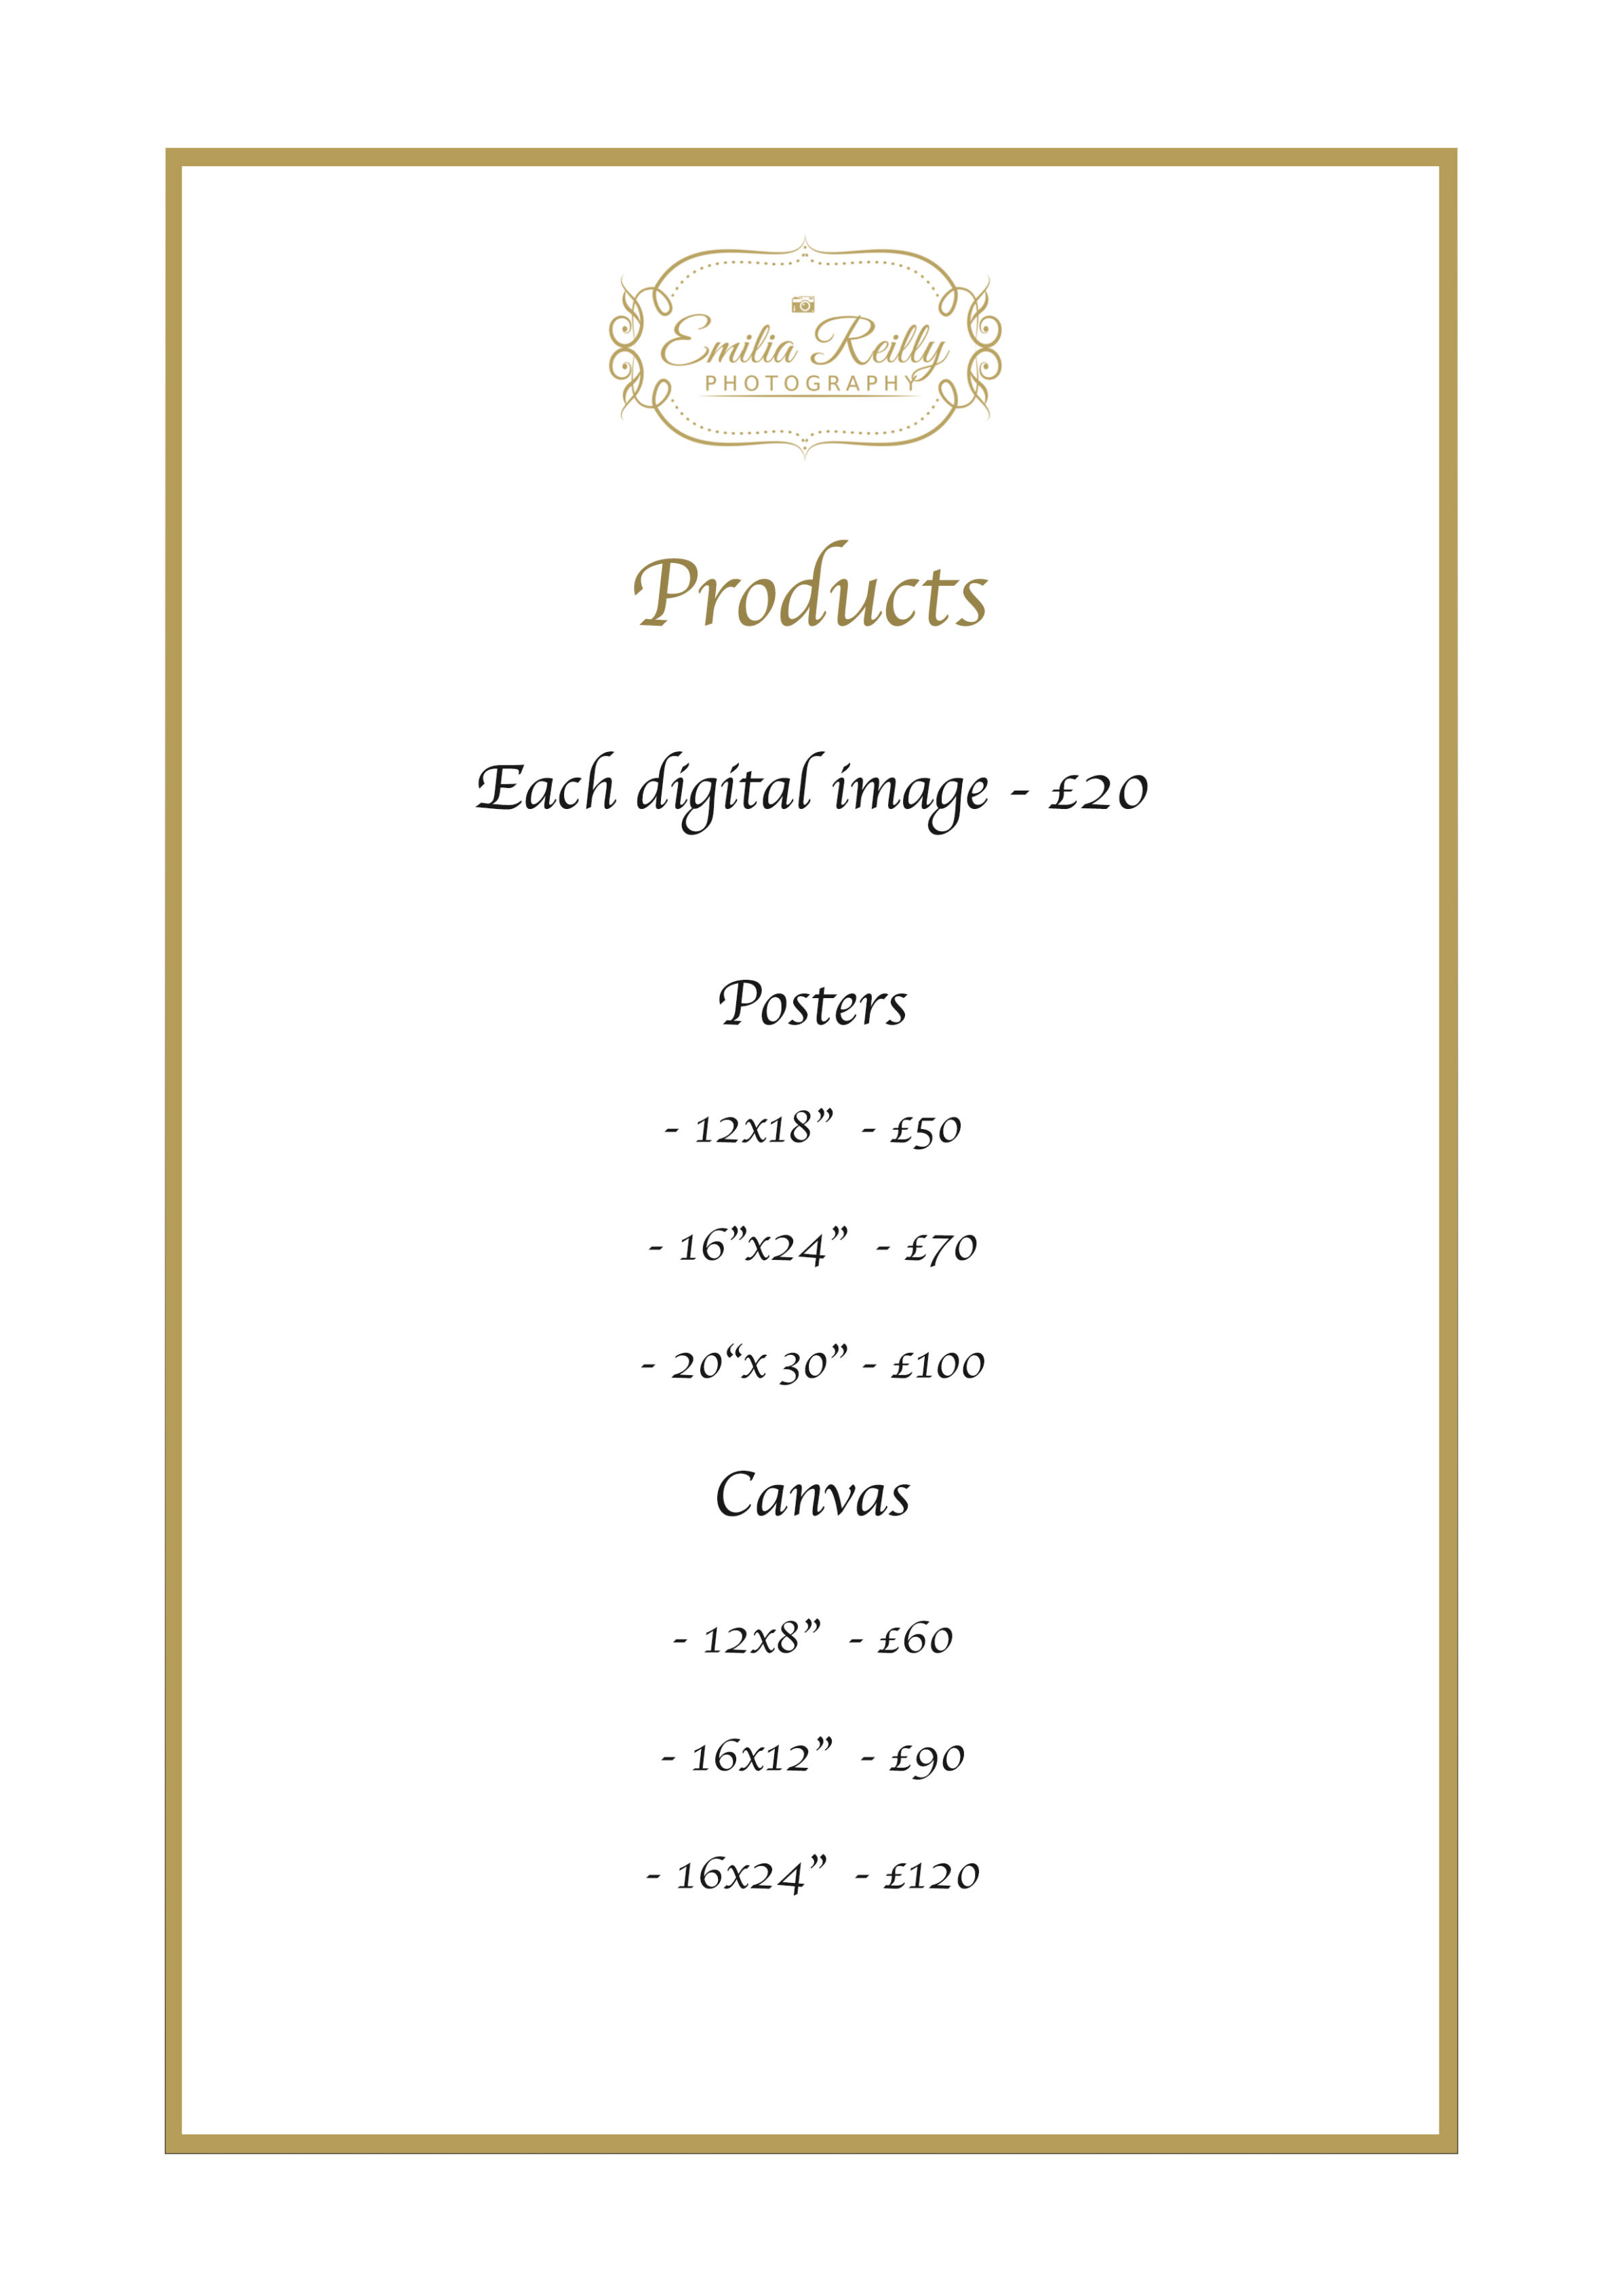 Emilia Reilly
PHOTOGRAPHY
Products
Each digital image - £20
Posters
- 12x18” - £50
- 16”x24” - £70
- 20“x 30” - £100
Canvas
- 12x8” - £60
- 16x12” - £90
- 16x24” - £120